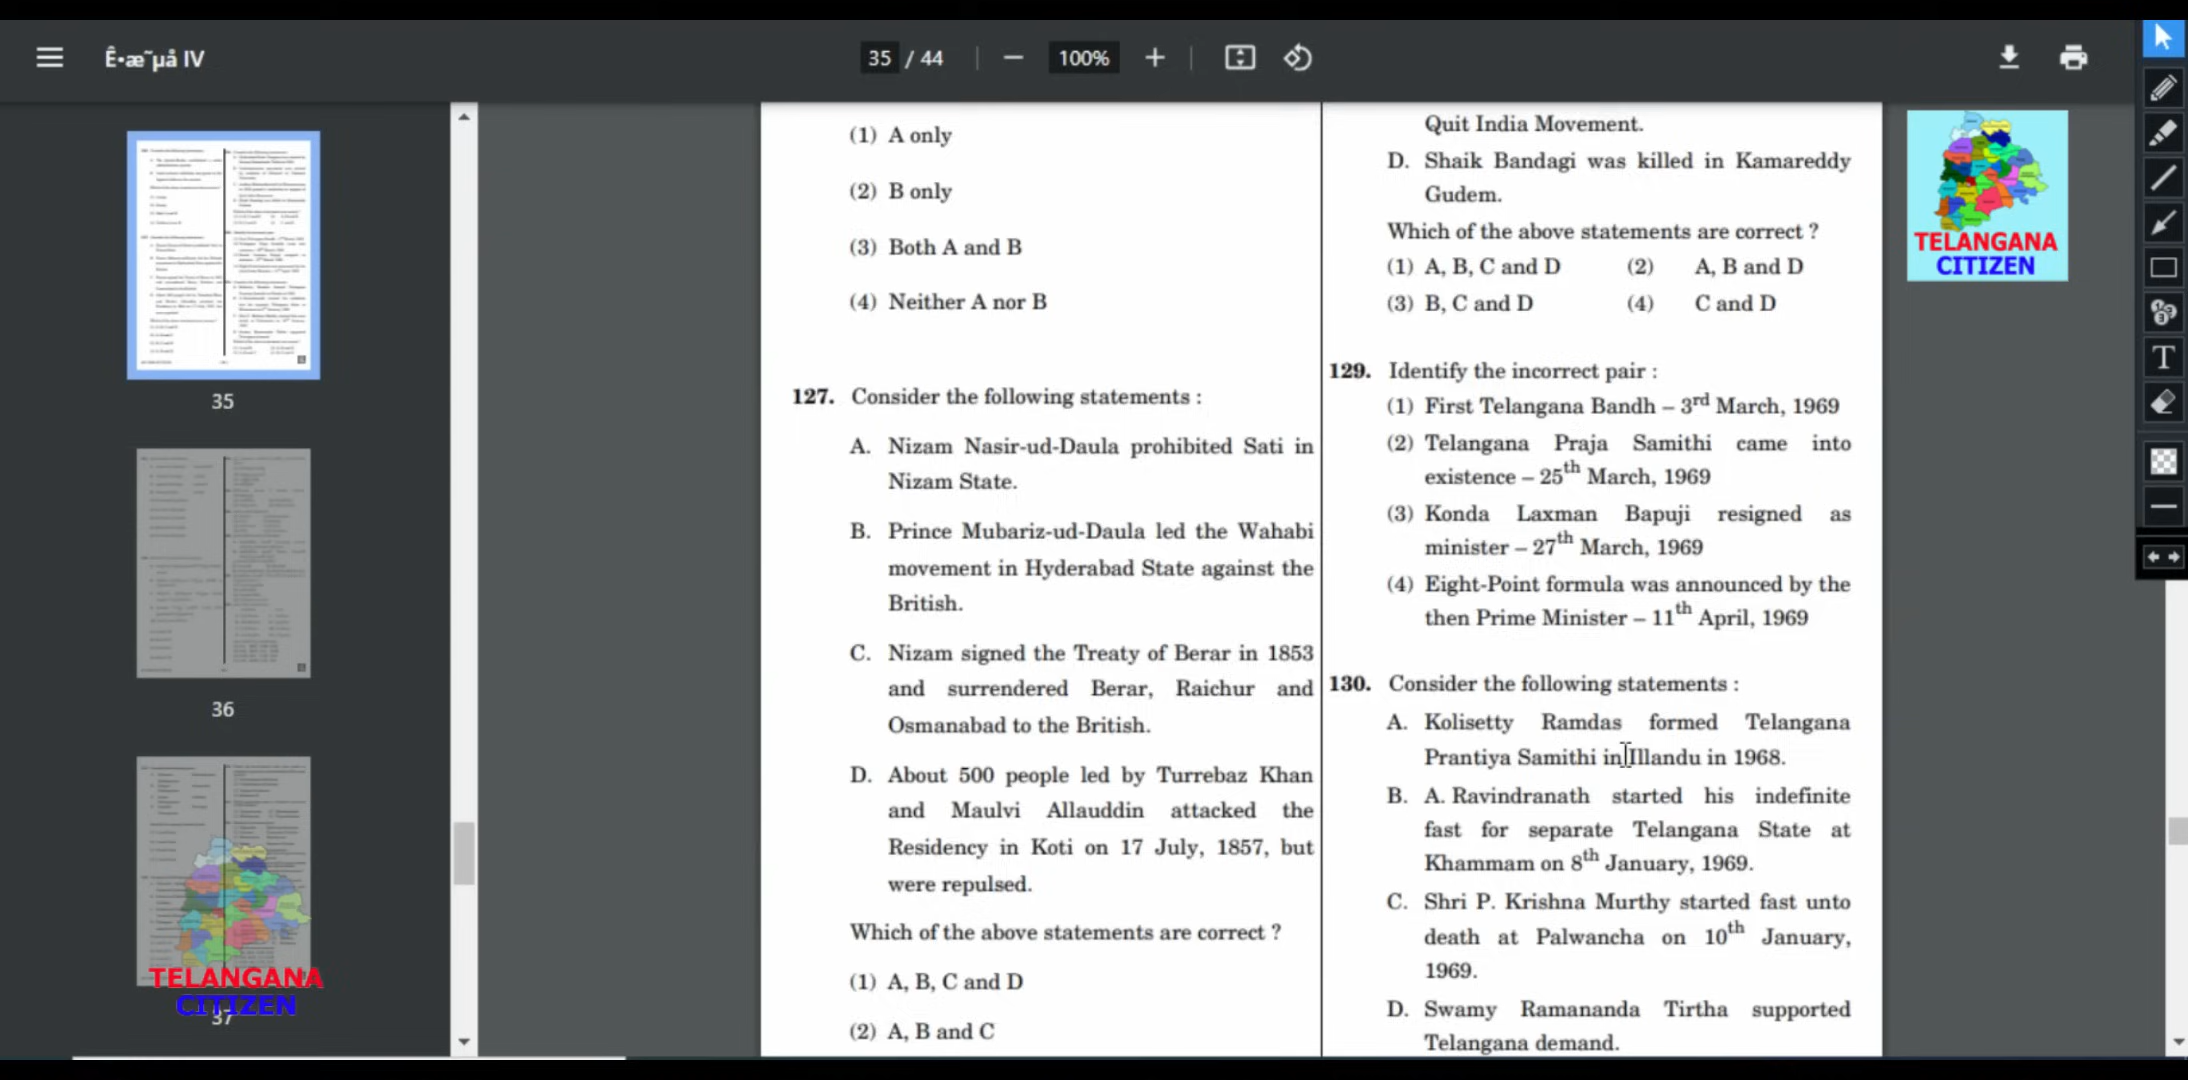 Ê•æ˜µå IV
35 / 44
100%
35
36
37
TELANGANA
CITIZEN
(1) A only
(2) B only
(3) Both A and B
(4) Neither A nor B
127. Consider the following statements :
A. Nizam Nasir-ud-Daula prohibited Sati in
Nizam State.
B. Prince Mubariz-ud-Daula led the Wahabi
movement in Hyderabad State against the
British.
C. Nizam signed the Treaty of Berar in 1853
and surrendered Berar, Raichur and
Osmanabad to the British.
D. About 500 people led by Turrebaz Khan
and Maulvi Allauddin attacked the
Residency in Koti on 17 July, 1857, but
were repulsed.
Which of the above statements are correct ?
(1) A, B, C and D
(2) A, B and C
Quit India Movement.
D. Shaik Bandagi was killed in Kamareddy
Gudem.
Which of the above statements are correct ?
(1) A, B, C and D (2) A, B and D
(3) B, C and D (4) C and D
129. Identify the incorrect pair :
(1) First Telangana Bandh – 3rd March, 1969
(2) Telangana Praja Samithi came into
existence – 25th March, 1969
(3) Konda Laxman Bapuji resigned as
minister – 27th March, 1969
(4) Eight-Point formula was announced by the
then Prime Minister – 11th April, 1969
130. Consider the following statements :
A. Kolisetty Ramdas formed Telangana
Prantiya Samithi in Illandu in 1968.
B. A. Ravindranath started his indefinite
fast for separate Telangana State at
Khammam on 8th January, 1969.
C. Shri P. Krishna Murthy started fast unto
death at Palwancha on 10th January,
1969.
D. Swamy Ramananda Tirtha supported
Telangana demand.
TELANGANA
CITIZEN
T